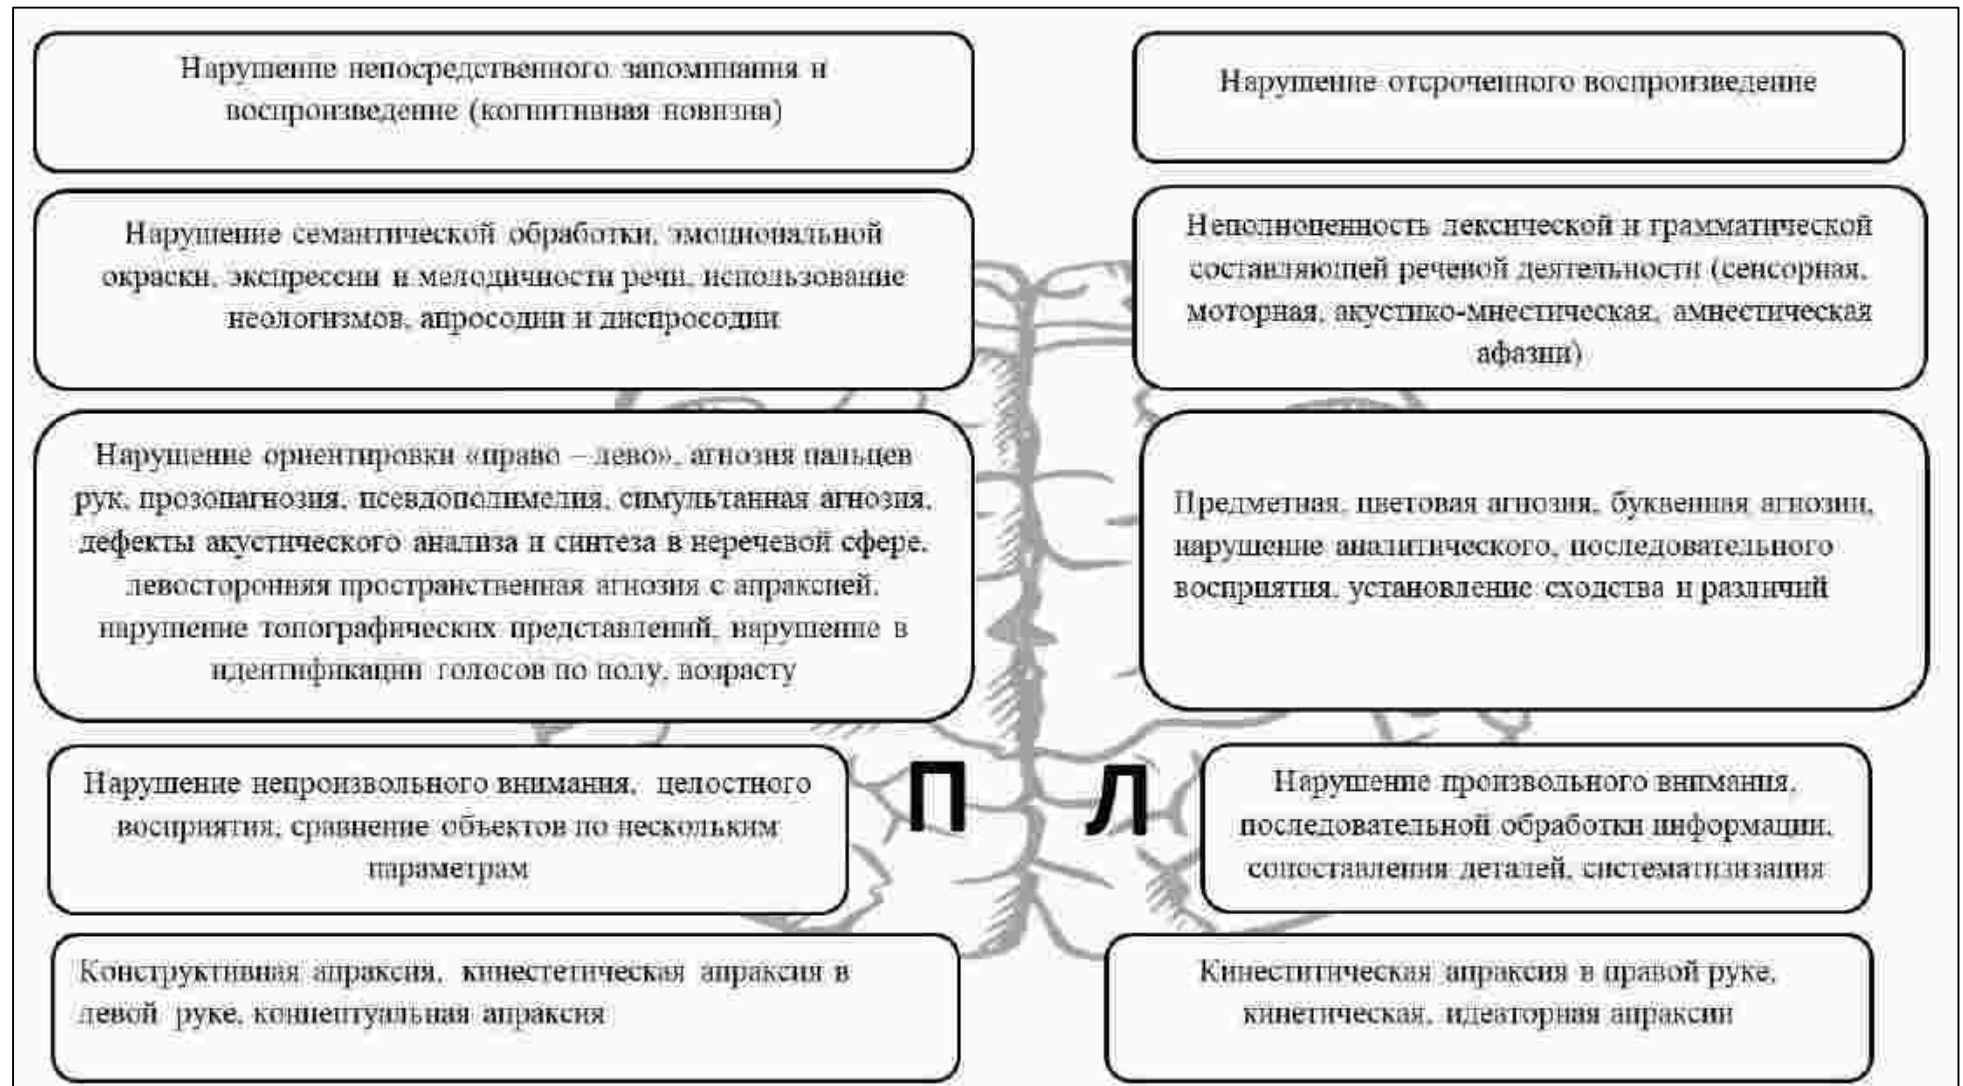 Нарушение непосредственного запоминания и
воспроизведение (когнитивная новизна)
Нарушение отсроченного воспроизведение
Нарушение семантической обработки, эмоциональной
окраски, экспрессии и мелодичности речи, использование
неологизмов, апросодии и диспросодии
Неполноценность лексической и грамматической
составляющей речевой деятельности (сенсорная,
моторная, акустико-мнестическая, амнестическая
афазии)
Нарушение ориентировки «право – лево», агнозия пальцев
рук, прозопагнозия, псевдополимелия, симультанная агнозия,
дефекты акустического анализа и синтеза в неречевой сфере,
левосторонняя пространственная агнозия с апраксией,
нарушение топографических представлений, нарушение в
идентификации голосов по полу, возрасту
Предметная, цветовая агнозия, буквенная агнозии,
нарушение аналитического, последовательного
восприятия, установление сходства и различий
Нарушение непроизвольного внимания, целостного
восприятия, сравнение объектов по нескольким
параметрам
П Л
Нарушение произвольного внимания,
последовательной обработки информации,
сопоставления деталей, систематизизация
Конструктивная апраксия, кинестетическая апраксия в
левой руке, концептуальная апраксия
Кинеститическая апраксия в правой руке,
кинетическая, идеаторная апраксии